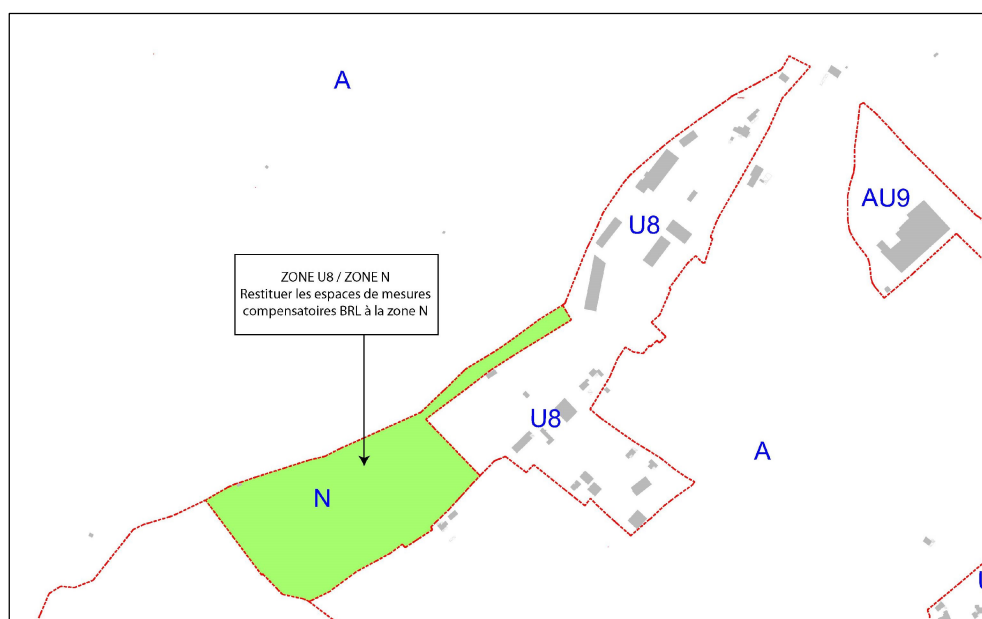 A
AU9
U8
ZONE U8 / ZONE N
Restituer les espaces de mesures
compensatoires BRL à la zone N
U8
A
N